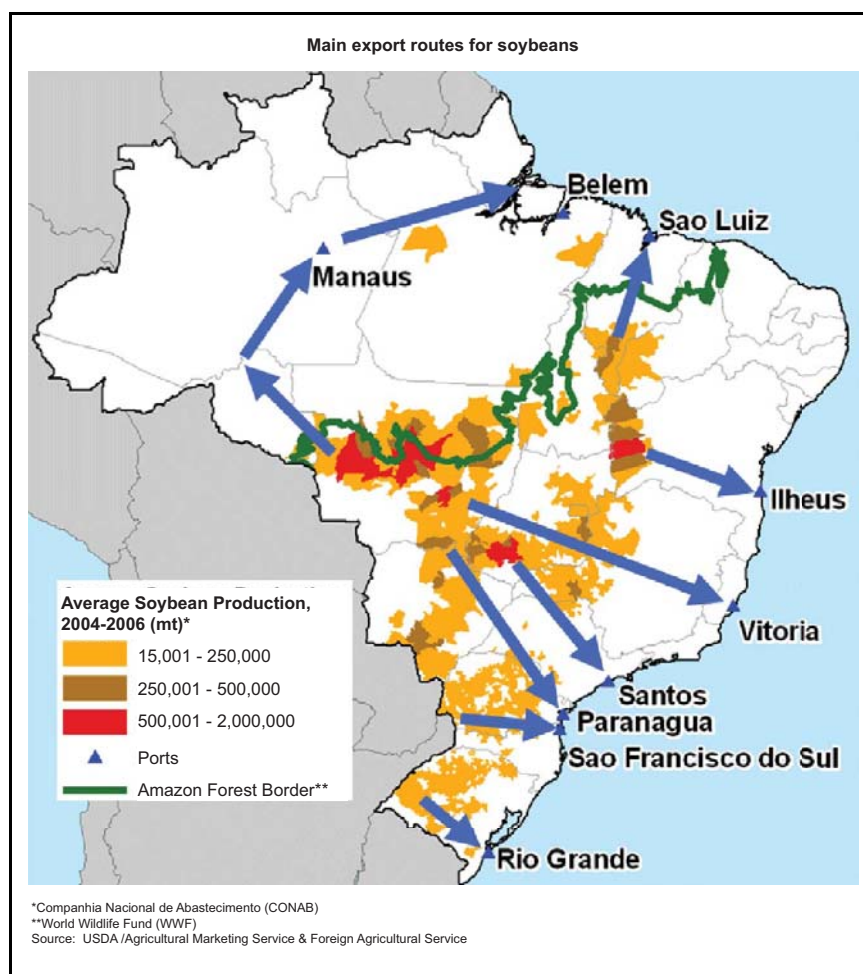 Main export routes for soybeans
Belem
Sao Luiz
Manaus
Ilheus
Vitoria
Santos
Paranagua
Sao Francisco do Sul
Rio Grande
Average Soybean Production,
2004-2006 (mt)*
15,001 - 250,000
250,001 - 500,000
500,001 - 2,000,000
Ports
Amazon Forest Border**
*Companhia Nacional de Abastecimento (CONAB)
**World Wildlife Fund (WWF)
Source: USDA /Agricultural Marketing Service & Foreign Agricultural Service